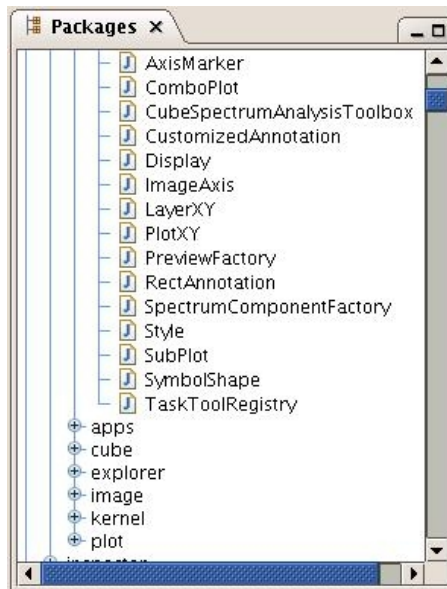 Packages
AxisMarker
ComboPlot
CubeSpectrumAnalysisToolbox
CustomizedAnnotation
Display
ImageAxis
LayerXY
PlotXY
PreviewFactory
RectAnnotation
SpectrumComponentFactory
Style
SubPlot
SymbolShape
TaskToolRegistry
apps
cube
explorer
image
kernel
plot